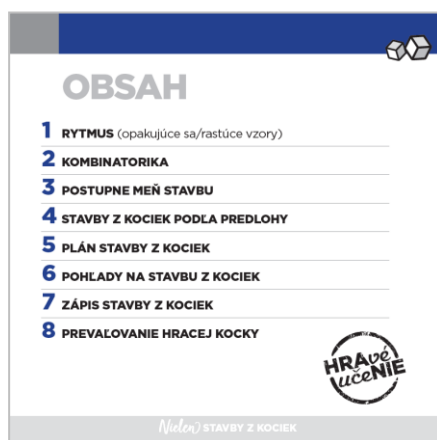 OBSAH
1 RYTMUS (opakujúce sa/rastúce vzory)
2 KOMBINATORIKA
3 POSTUPNE MEŇ STAVBU
4 STAVBY Z KOCIEK PODĽA PREDLOHY
5 PLÁN STAVBY Z KOCIEK
6 POHĽADY NA STAVBU Z KOCIEK
7 ZÁPIS STAVBY Z KOCIEK
8 PREVAĽOVANIE HRACEJ KOCKY
HRAvé
učeNIE
Nielen STAVBY Z KOCIEK